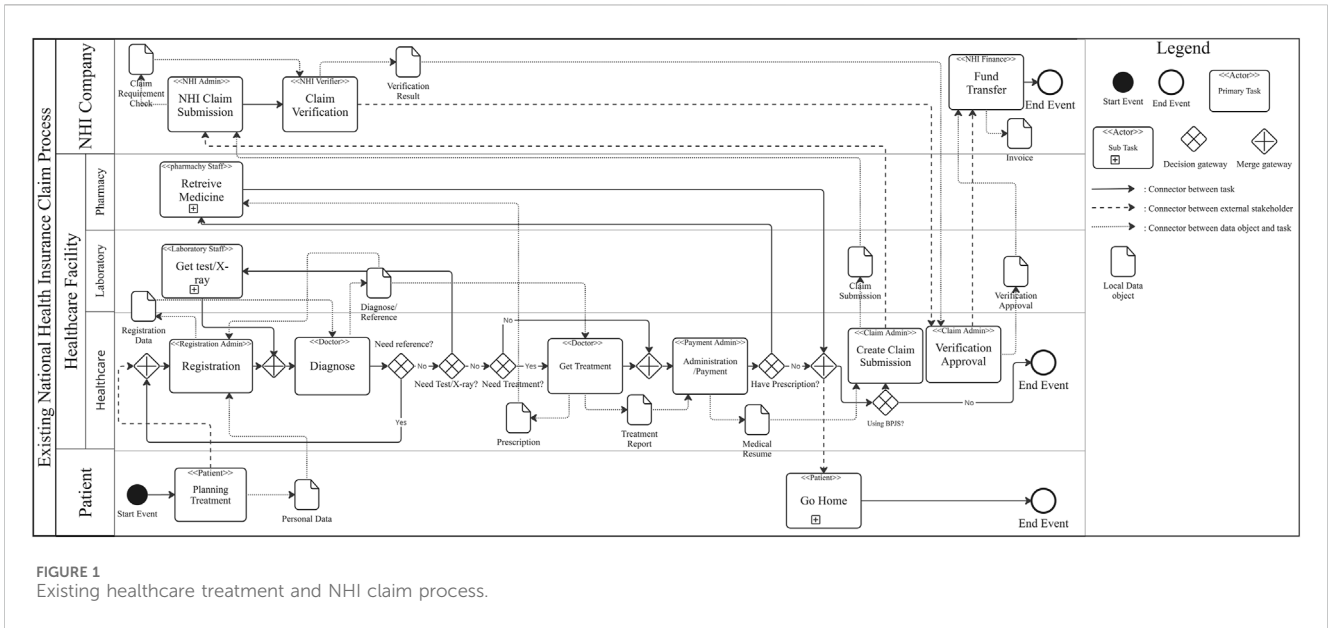 Existing National Health Insurance Claim Process
NHI Company
Claim
Requirement
Check
<<NHI Admin>>
NHI Claim
Submission
<<NHI Verifier>>
Claim
Verification
Verification
Result
<<NHI Finance>>
Fund
Transfer
End Event
Invoice
Healthcare Facility
Pharmacy
<<pharmachy Staff>>
Retreive
Medicine
Laboratory
<<Laboratory Staff>>
Get test/X-
ray
Diagnose/
Reference
Claim
Submission
Verification
Approval
Healthcare
Registration
Data
<<Registration Admin>>
Registration
<<Doctor>>
Diagnose
Need reference?
Yes
No
Need Test/X-ray?
No
Need Treatment?
No
Yes
<<Doctor>>
Get Treatment
Prescription
Treatment
Report
<<Payment Admin>>
Administration
/Payment
Medical
Resume
Have Prescription?
No
<<Claim Admin>>
Create Claim
Submission
<<Claim Admin>>
Verification
Approval
Using BPJS?
No
End Event
Patient
Start Event
<<Patient>>
Planning
Treatment
Personal Data
<<Patient>>
Go Home
End Event
Legend
Start Event
End Event
<<Actor>>
Primary Task
<<Actor>>
Sub Task
Decision gateway
Merge gateway
: Connector between task
: Connector between external stakeholder
: Connector between data object and task
Local Data
object
FIGURE 1
Existing healthcare treatment and NHI claim process.